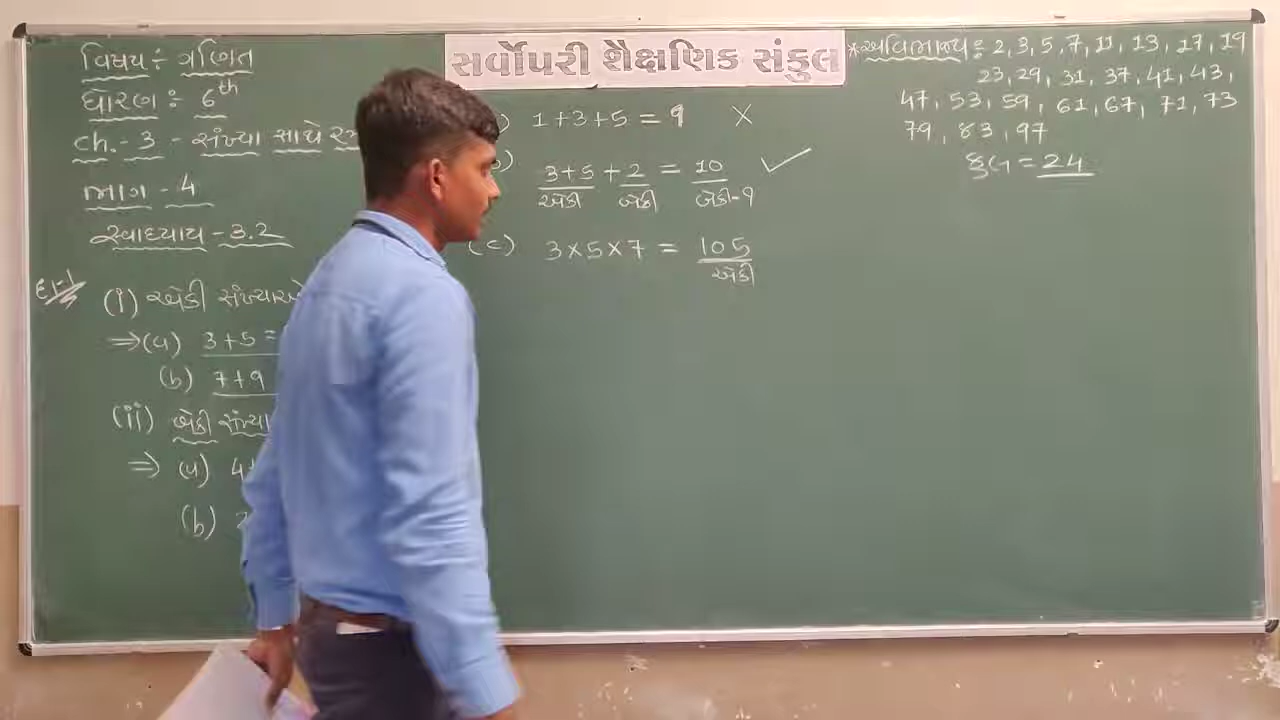 વિષય : ગણિત
ધોરણ : 6th
ch.- 3 - સંખ્યા સાથે
ભાગ - 4
સ્વાધ્યાય - 3.2
(i) એકી
⇒(a) 3+5 =
(b) 7+9
(ii) બેકી
⇒ (a) 4+
(b) 2
સર્વોપરી શૈક્ષણિક સંકુલ
) 1+3+5 = 9 X
b) 3+5 + 2 = 10 ✓
એકી બેકી બેકી-9
(c) 3×5×7 = 105
એકી
*અવિભાજ્ય : 2, 3, 5, 7, 11, 13, 17, 19
23, 29, 31, 37, 41, 43,
47, 53, 59, 61, 67, 71, 73
79, 83, 97
કુલ = 24